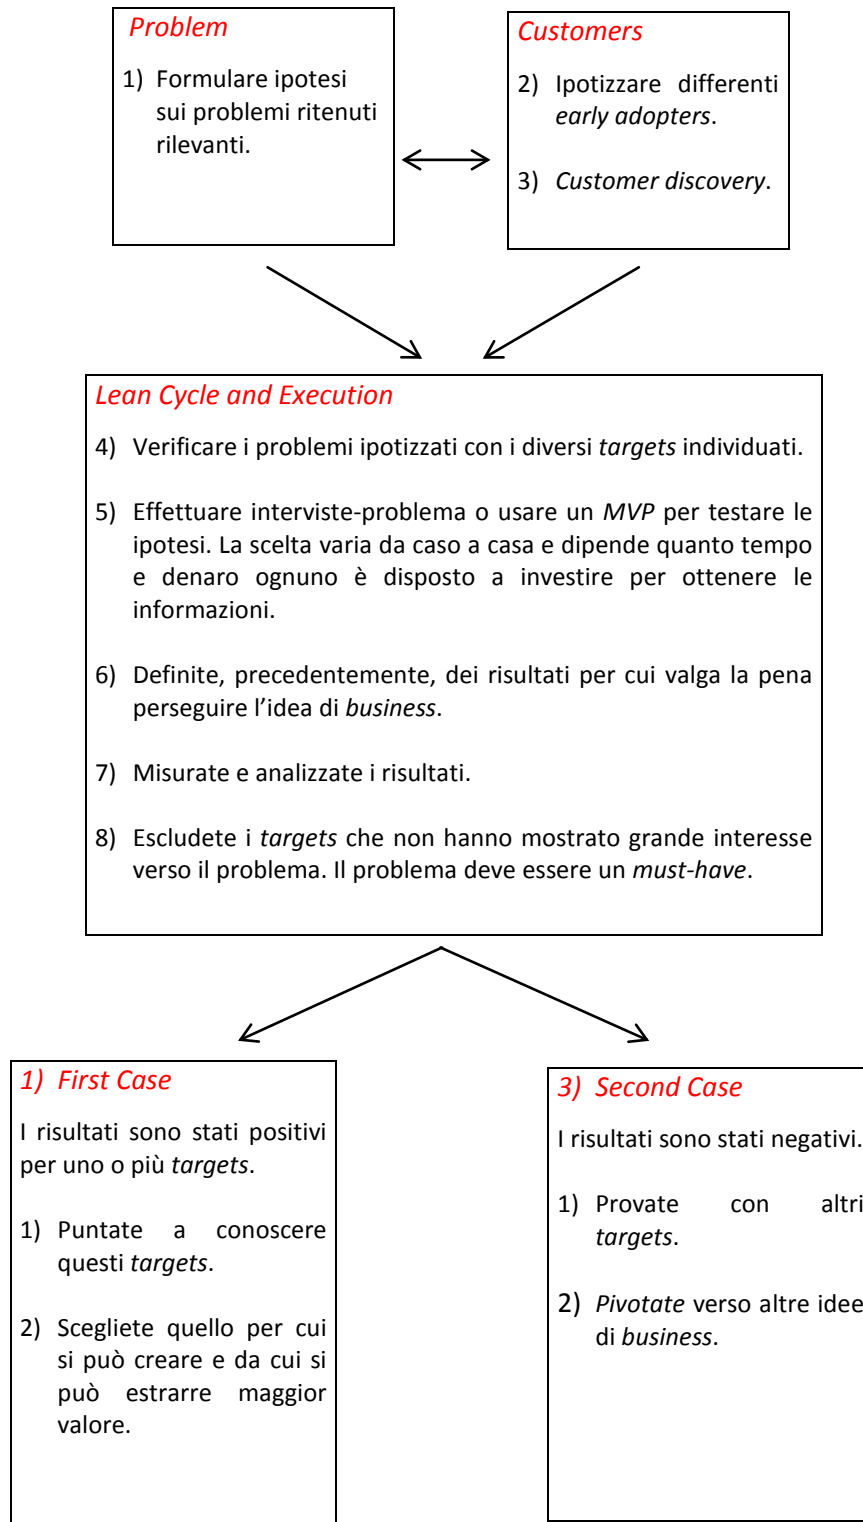 Problem
1) Formulare ipotesi
sui problemi ritenuti
rilevanti.
Customers
2) Ipotizzare differenti
early adopters.
3) Customer discovery.
Lean Cycle and Execution
4) Verificare i problemi ipotizzati con i diversi targets individuati.
5) Effettuare interviste-problema o usare un MVP per testare le
ipotesi. La scelta varia da caso a casa e dipende quanto tempo
e denaro ognuno è disposto a investire per ottenere le
informazioni.
6) Definite, precedentemente, dei risultati per cui valga la pena
perseguire l’idea di business.
7) Misurate e analizzate i risultati.
8) Escludete i targets che non hanno mostrato grande interesse
verso il problema. Il problema deve essere un must-have.
1) First Case
I risultati sono stati positivi
per uno o più targets.
1) Puntate a conoscere
questi targets.
2) Scegliete quello per cui
si può creare e da cui si
può estrarre maggior
valore.
3) Second Case
I risultati sono stati negativi.
1) Provate con altri
targets.
2) Pivotate verso altre idee
di business.